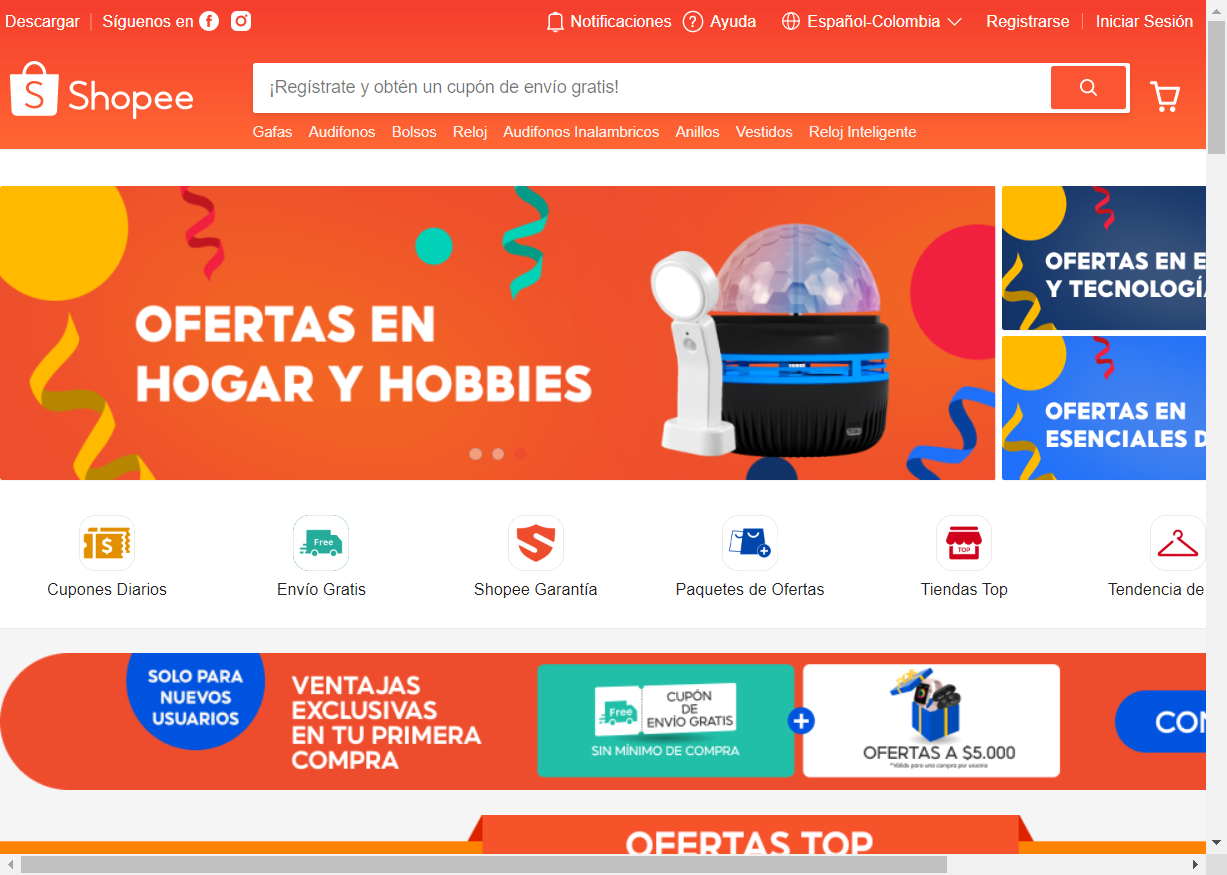 Descargar
Síguenos en
Notificaciones
Ayuda
Español-Colombia
Registrarse
Iniciar Sesión
Shopee
¡Regístrate y obtén un cupón de envío gratis!
Gafas Audifonos Bolsos Reloj Audifonos Inalambricos Anillos Vestidos Reloj Inteligente
OFERTAS EN
HOGAR Y HOBBIES
OFERTAS EN E
Y TECNOLOGÍ
OFERTAS EN
ESENCIALES D
$
Free
TOP
Cupones Diarios
Envío Gratis
Shopee Garantía
Paquetes de Ofertas
Tiendas Top
Tendencia de
SOLO PARA
NUEVOS
USUARIOS
VENTAJAS
EXCLUSIVAS
EN TU PRIMERA
COMPRA
Free
CUPÓN
DE
ENVÍO GRATIS
SIN MÍNIMO DE COMPRA
OFERTAS A $5.000
*Válido para una compra por usuario
CON
OFERTAS TOP